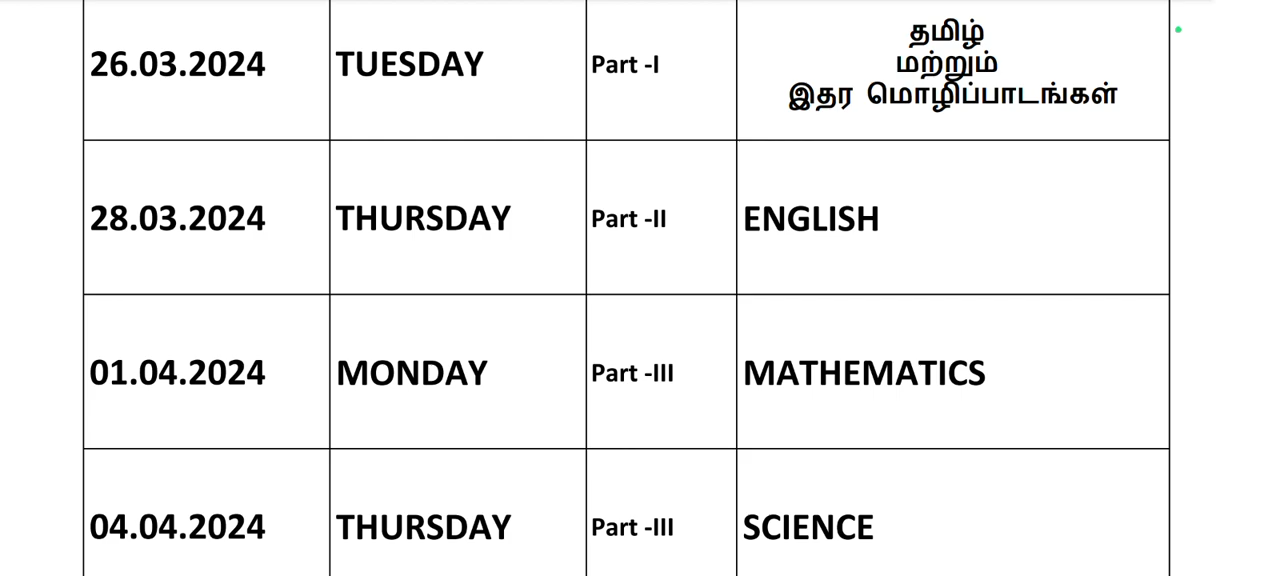 26.03.2024 TUESDAY Part -I தமிழ்
மற்றும்
இதர மொழிப்பாடங்கள்
28.03.2024 THURSDAY Part -II ENGLISH
01.04.2024 MONDAY Part -III MATHEMATICS
04.04.2024 THURSDAY Part -III SCIENCE